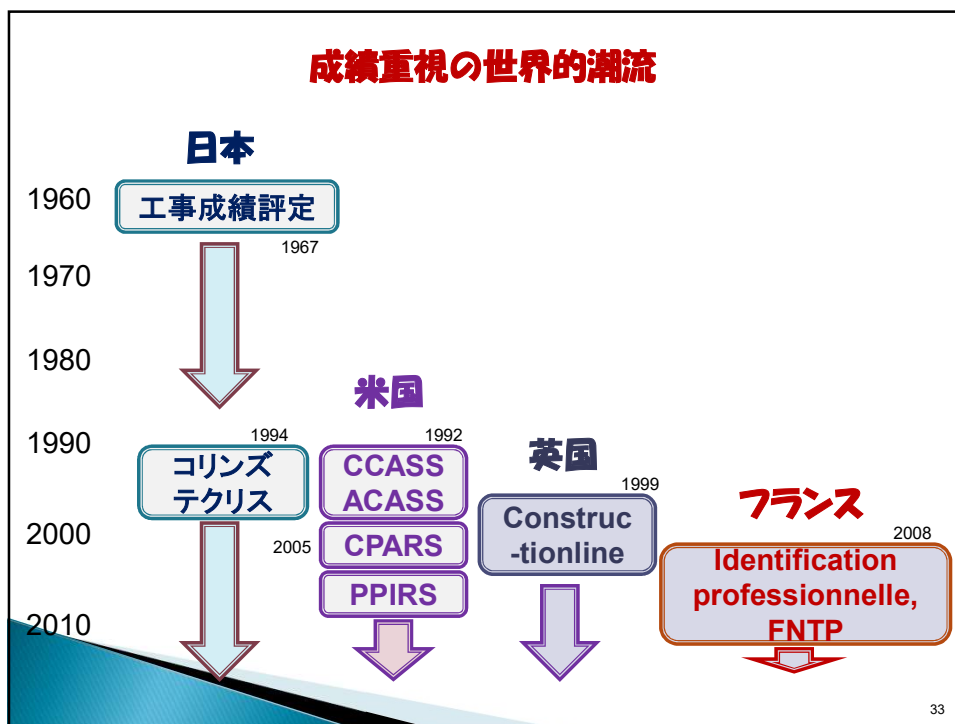 成績重視の世界的潮流
日本
1960
工事成績評定
1967
1970
1980
米国
1990
1994
コリンズ
テクリス
1992
CCASS
ACASS
英国
1999
Construc
-tionline
フランス
2000
2005
CPARS
2008
Identification
professionnelle,
FNTP
PPIRS
2010
33